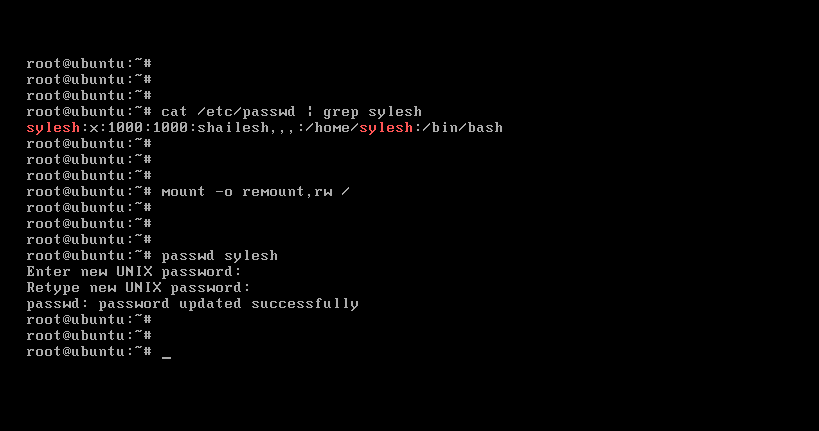 root@ubuntu:~#
root@ubuntu:~#
root@ubuntu:~#
root@ubuntu:~# cat /etc/passwd | grep sylesh
sylesh:x:1000:1000:shailesh,,,:/home/sylesh:/bin/bash
root@ubuntu:~#
root@ubuntu:~#
root@ubuntu:~#
root@ubuntu:~# mount -o remount,rw /
root@ubuntu:~#
root@ubuntu:~#
root@ubuntu:~#
root@ubuntu:~# passwd sylesh
Enter new UNIX password:
Retype new UNIX password:
passwd: password updated successfully
root@ubuntu:~#
root@ubuntu:~#
root@ubuntu:~# _